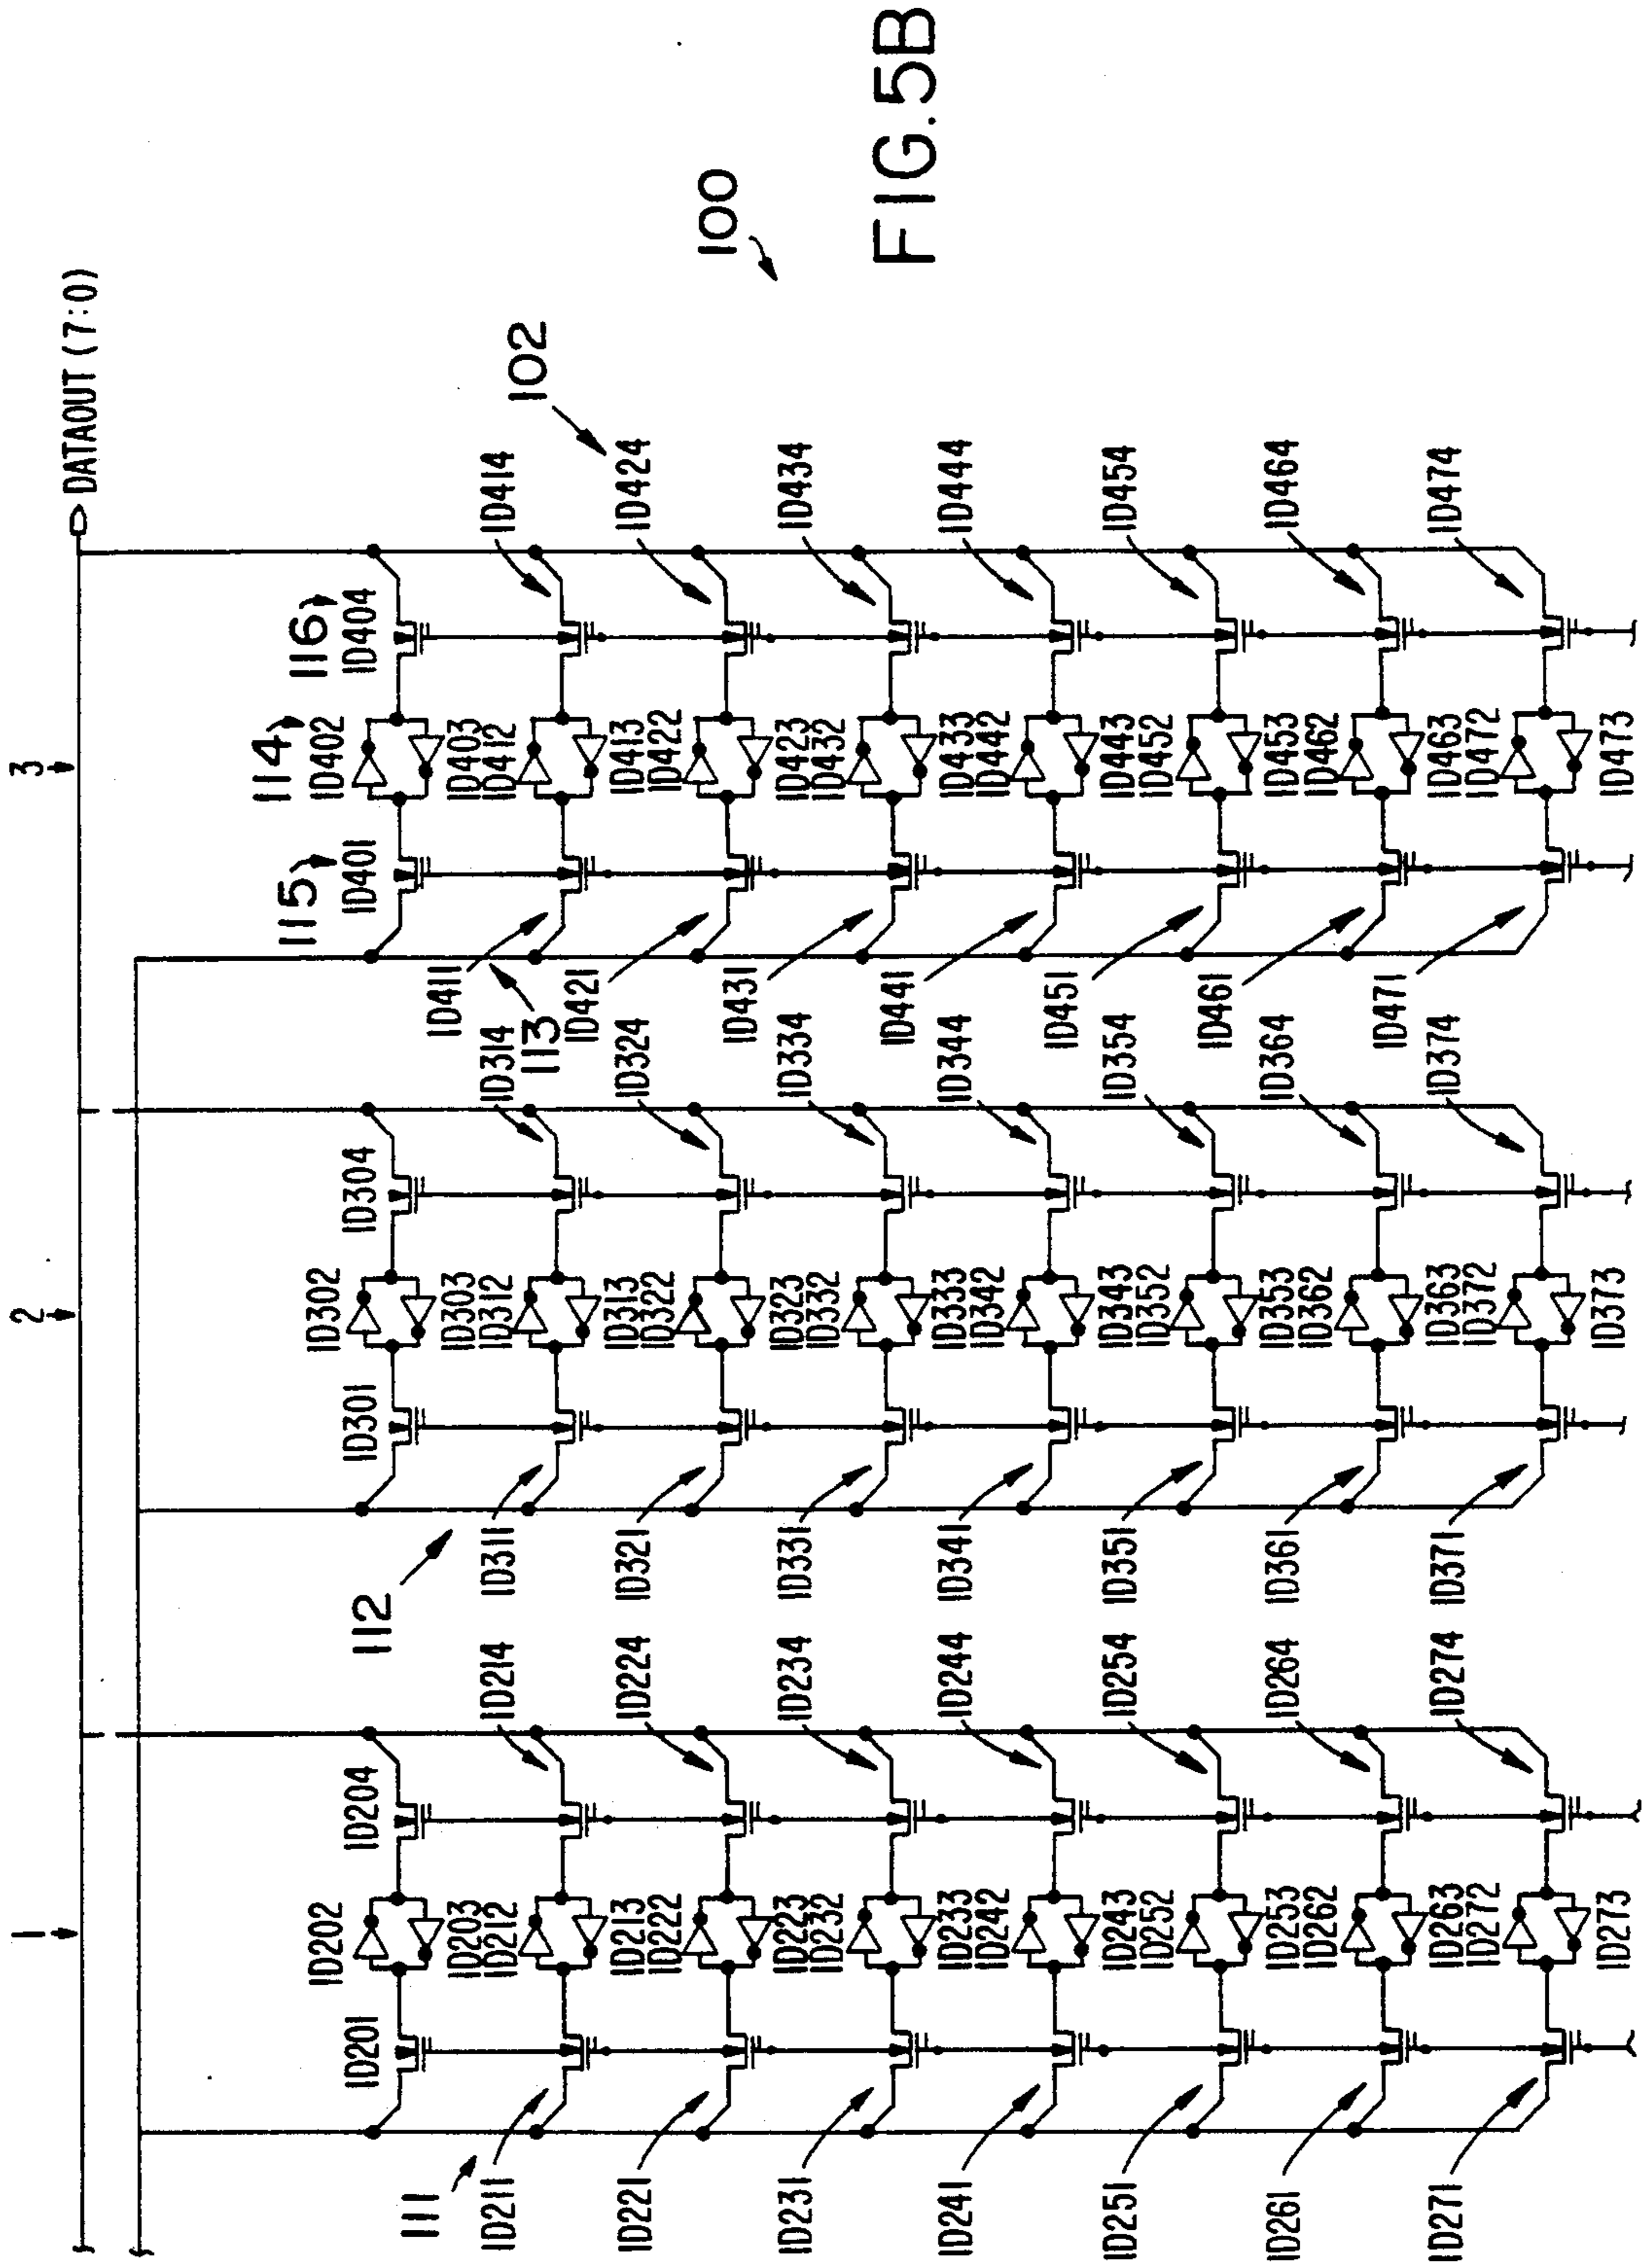 1 2 3
DATAOUT (7:0)
114
115 116
ID202 ID302 ID402
ID201 ID204 ID301 ID304 ID401 ID404
112
111
ID411
ID203 ID303 ID403
ID211 ID212 ID214 ID311 ID312 ID314 ID412 ID414
113 102
ID421
ID213 ID313 ID413
ID221 ID222 ID224 ID321 ID322 ID324 ID422 ID424
100
ID431
ID223 ID323 ID423
ID231 ID232 ID234 ID331 ID332 ID334 ID432 ID434
FIG.5B
ID441
ID233 ID333 ID433
ID241 ID242 ID244 ID341 ID342 ID344 ID442 ID444
ID451
ID243 ID343 ID443
ID251 ID252 ID254 ID351 ID352 ID354 ID452 ID454
ID461
ID253 ID353 ID453
ID261 ID262 ID264 ID361 ID362 ID364 ID462 ID464
ID471
ID263 ID363 ID463
ID271 ID272 ID274 ID371 ID372 ID374 ID472 ID474
ID273 ID373 ID473